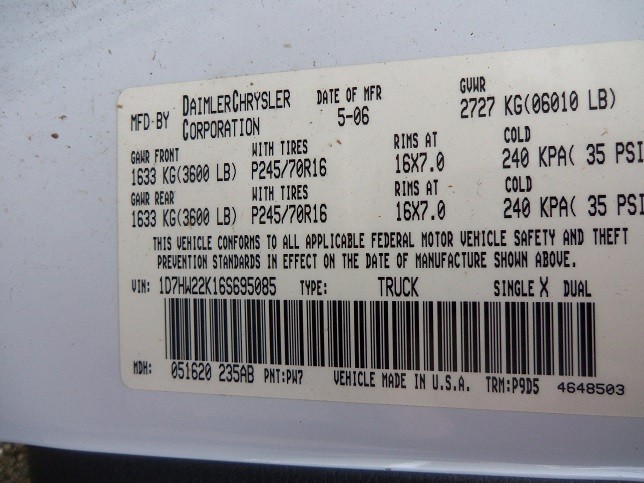 MFD BY DAIMLERCHRYSLER CORPORATION DATE OF MFR 5-06 GVWR 2727 KG(06010 LB)
GAWR FRONT WITH TIRES RIMS AT COLD
1633 KG(3600 LB) P245/70R16 16X7.0 240 KPA( 35 PSI
GAWR REAR WITH TIRES RIMS AT COLD
1633 KG(3600 LB) P245/70R16 16X7.0 240 KPA( 35 PSI
THIS VEHICLE CONFORMS TO ALL APPLICABLE FEDERAL MOTOR VEHICLE SAFETY AND THEFT
PREVENTION STANDARDS IN EFFECT ON THE DATE OF MANUFACTURE SHOWN ABOVE.
VIN: 1D7HW22K16S695085 TYPE: TRUCK SINGLE X DUAL
MDH: 051620 235AB PNT:PW7 VEHICLE MADE IN U.S.A. TRM:P9D5 4648503